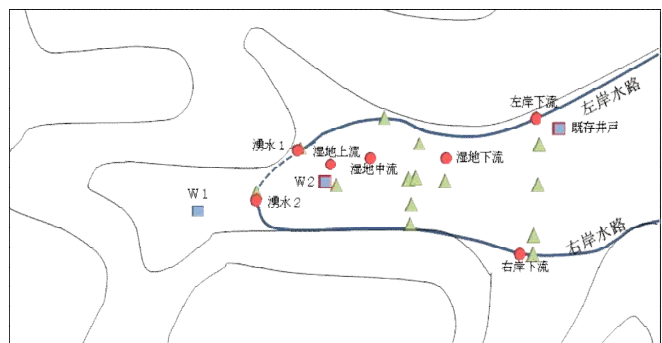 左岸下流
左岸水路
既存井戸
湧水1
湿地上流
湿地中流
湿地下流
W1
W2
湧水2
右岸水路
右岸下流